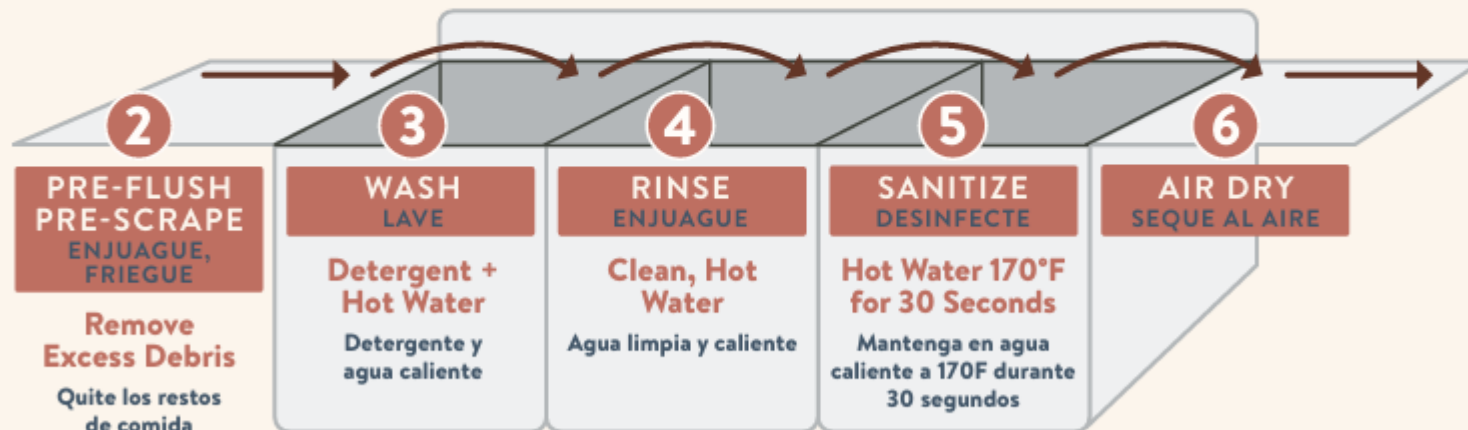 2
PRE-FLUSH
PRE-SCRAPE
ENJUAGUE,
FRIEGUE
Remove
Excess Debris
Quite los restos
de comida
3
WASH
LAVE
Detergent +
Hot Water
Detergente y
agua caliente
4
RINSE
ENJUAGUE
Clean, Hot
Water
Agua limpia y caliente
5
SANITIZE
DESINFECTE
Hot Water 170°F
for 30 Seconds
Mantenga en agua
caliente a 170F durante
30 segundos
6
AIR DRY
SEQUE AL AIRE